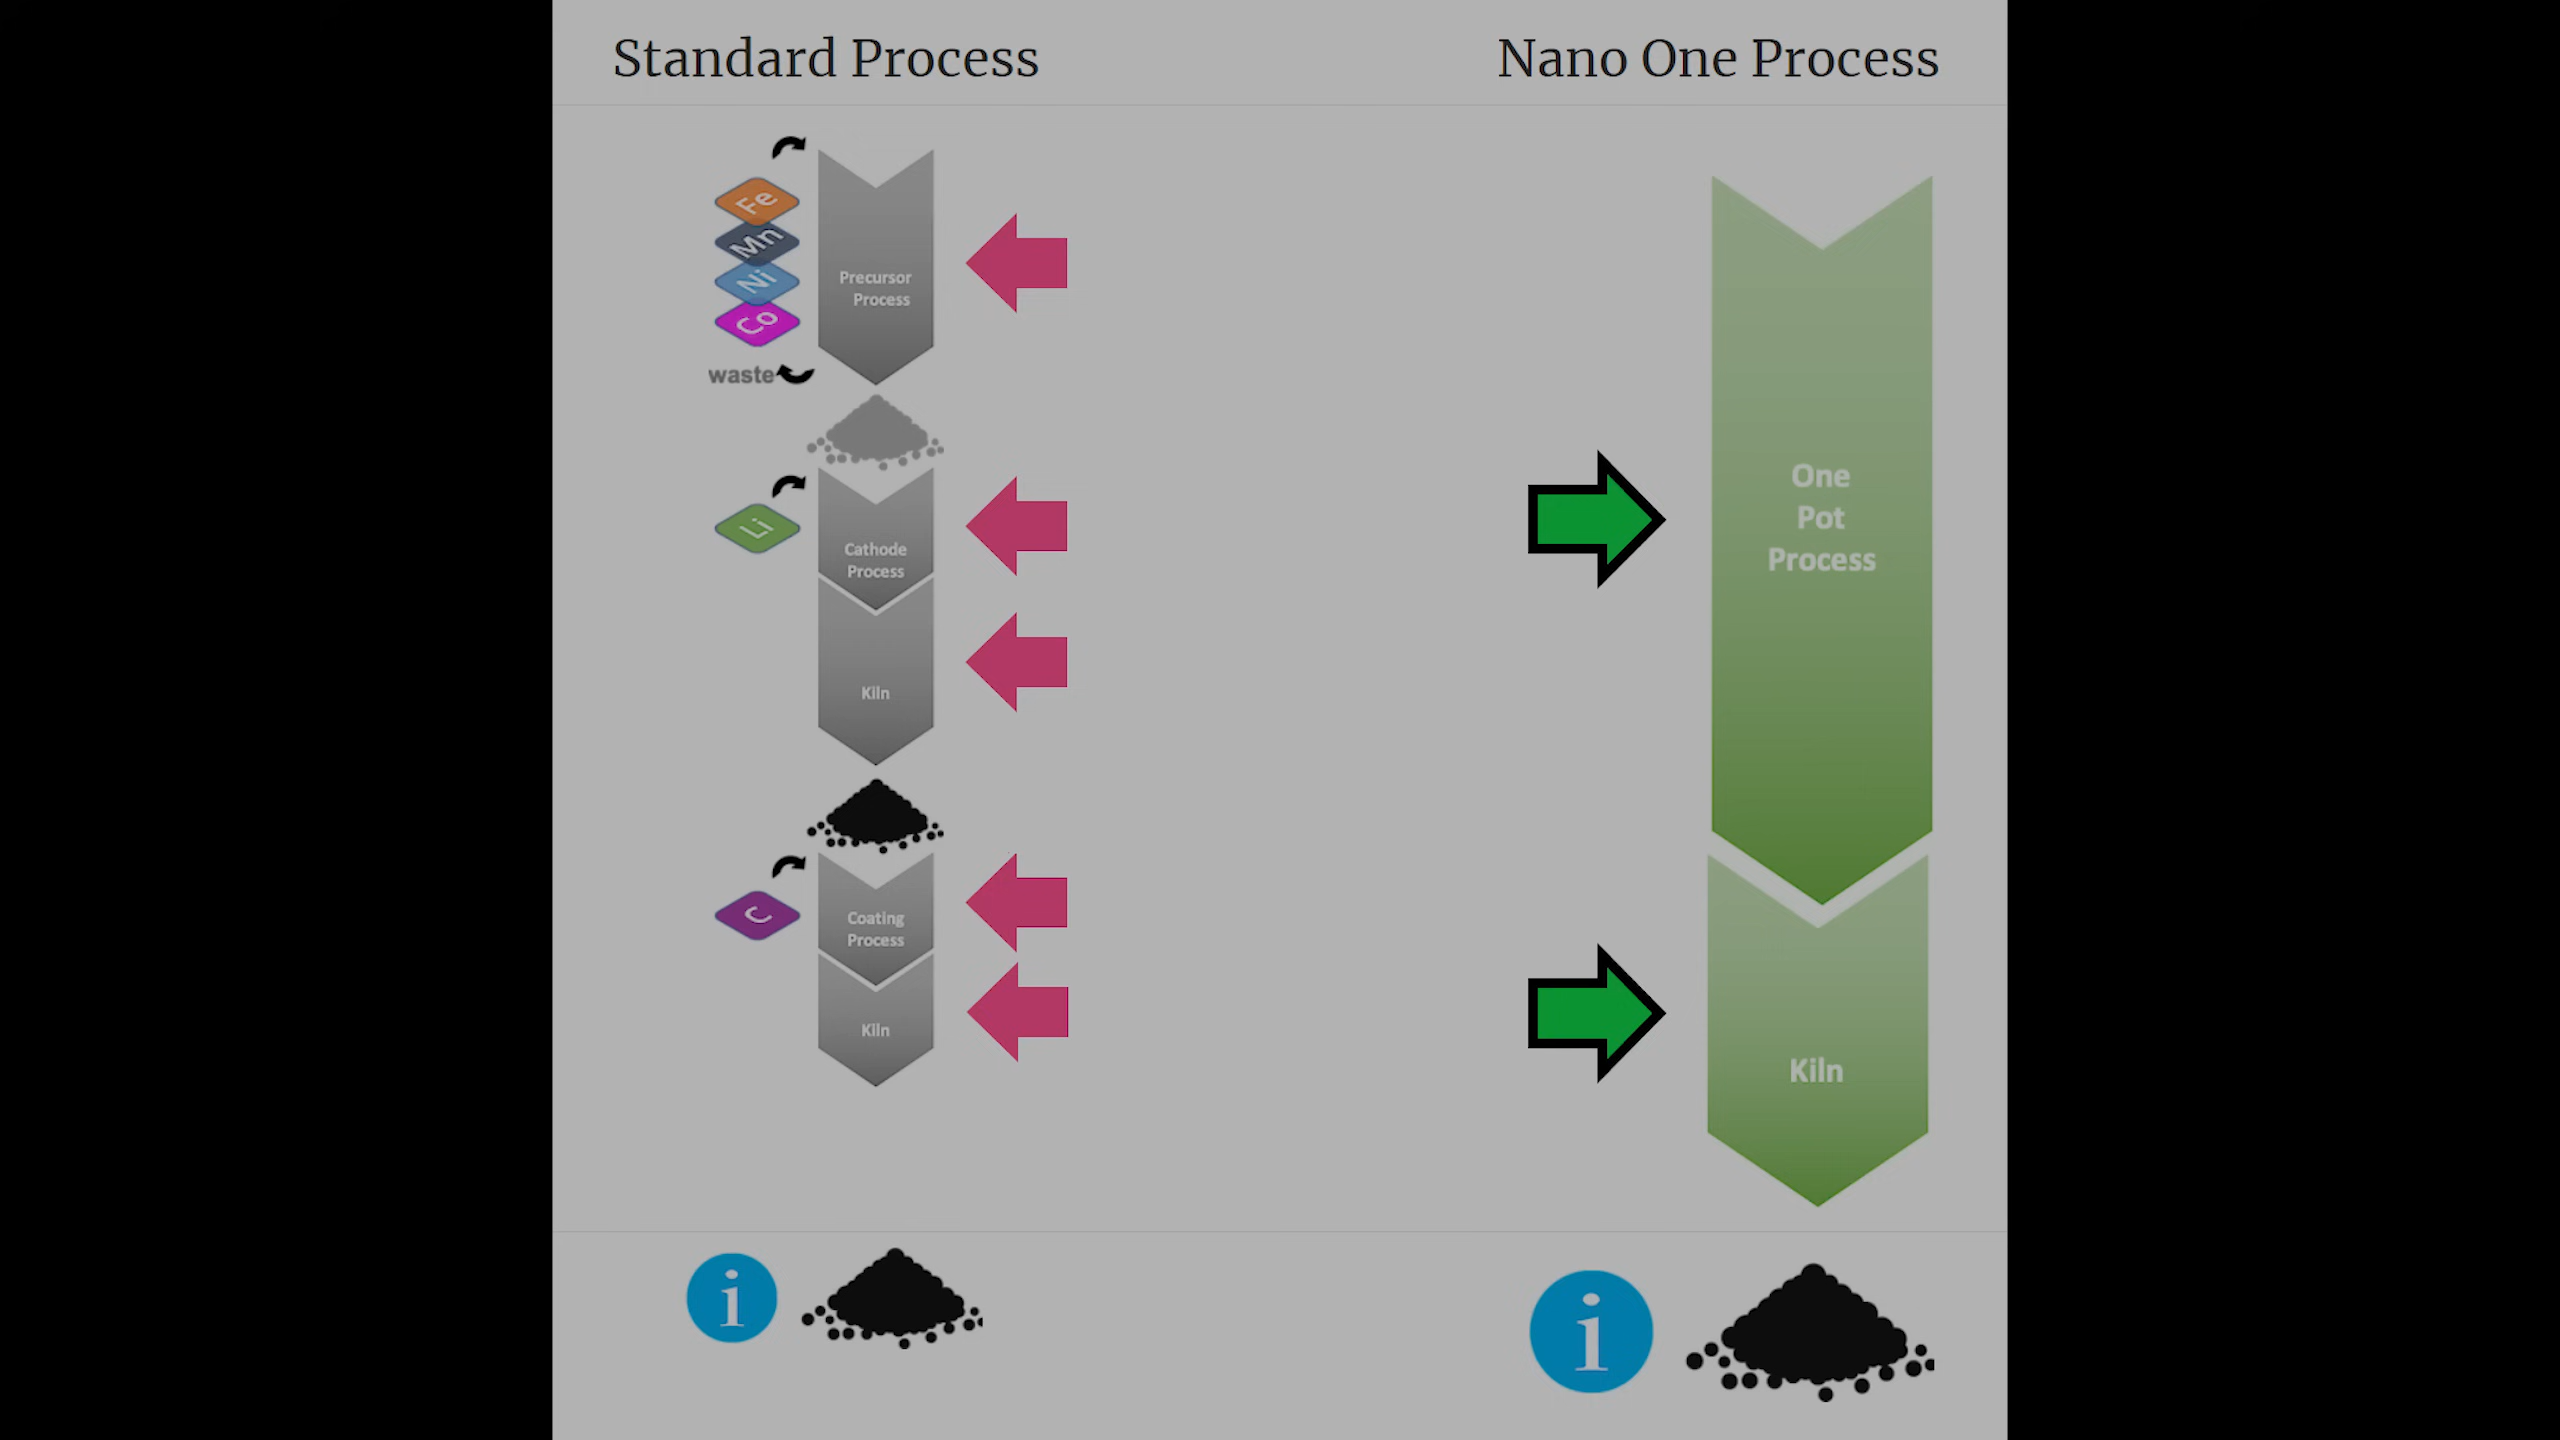 Standard Process
Nano One Process
Fe
Mn
Ni
Co
Precursor
Process
waste
Li
Cathode
Process
Kiln
C
Coating
Process
Kiln
One
Pot
Process
Kiln
i
i